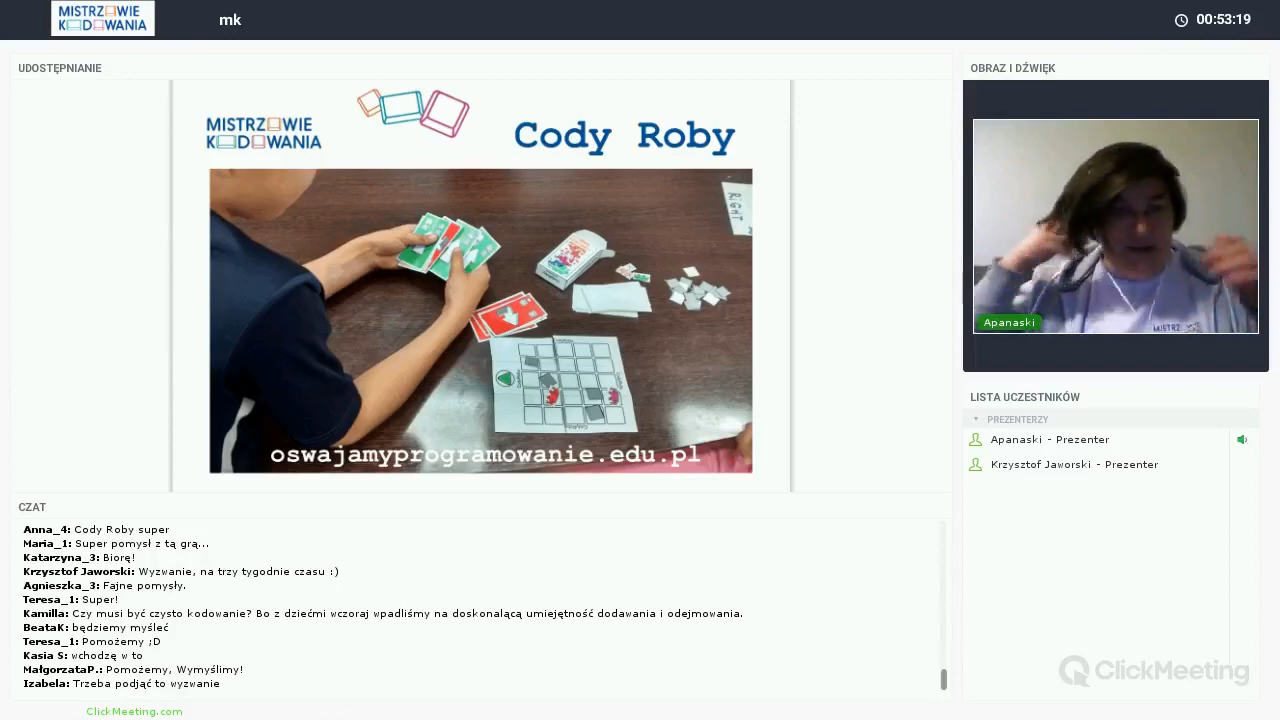 MISTRZOWIE
KODOWANIA
mk
00:53:19
UDOSTĘPNIANIE
MISTRZOWIE
KODOWANIA
Cody Roby
RIGHT
oswajamyprogramowanie.edu.pl
OBRAZ I DŹWIĘK
MISTRZ
Apanaski
LISTA UCZESTNIKÓW
PREZENTERZY
Apanaski - Prezenter
Krzysztof Jaworski - Prezenter
CZAT
Anna_4: Cody Roby super
Maria_1: Super pomysł z tą grą...
Katarzyna_3: Biorę!
Krzysztof Jaworski: Wyzwanie, na trzy tygodnie czasu :)
Agnieszka_3: Fajne pomysły.
Teresa_1: Super!
Kamilla: Czy musi być czysto kodowanie? Bo z dziećmi wczoraj wpadliśmy na doskonalącą umiejętność dodawania i odejmowania.
BeataK: będziemy myśleć
Teresa_1: Pomożemy ;D
Kasia S: wchodzę w to
MałgorzataP.: Pomożemy, Wymyślimy!
Izabela: Trzeba podjąć to wyzwanie
ClickMeeting
ClickMeeting.com